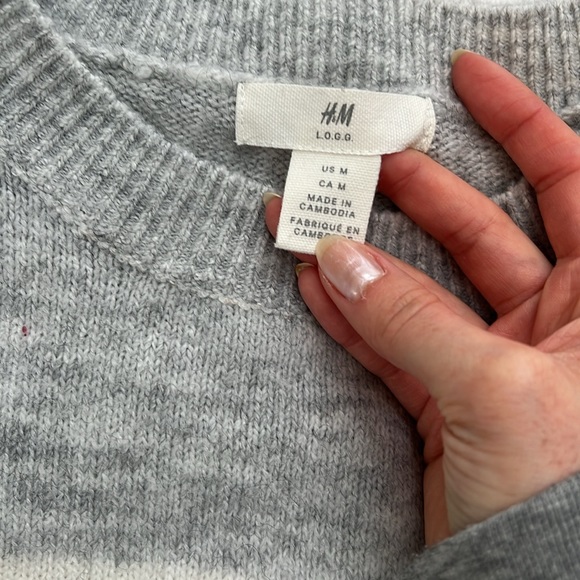 H&M
L.O.G.G.
US M
CA M
MADE IN
CAMBODIA
FABRIQUÉ EN